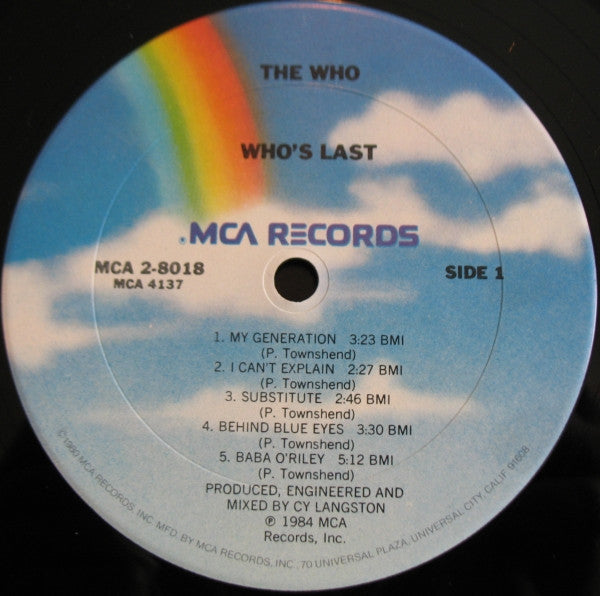 THE WHO
WHO'S LAST
MCA RECORDS
MCA 2-8018
MCA 4137
SIDE 1
1. MY GENERATION 3:23 BMI
(P. Townshend)
2. I CAN'T EXPLAIN 2:27 BMI
(P. Townshend)
3. SUBSTITUTE 2:46 BMI
(P. Townshend)
4. BEHIND BLUE EYES 3:30 BMI
(P. Townshend)
5. BABA O'RILEY 5:12 BMI
(P. Townshend)
PRODUCED, ENGINEERED AND
MIXED BY CY LANGSTON
℗ 1984 MCA
Records, Inc.
©1980 MCA RECORDS, INC. MFD. BY MCA RECORDS, INC., 70 UNIVERSAL PLAZA, UNIVERSAL CITY, CALIF. 91608